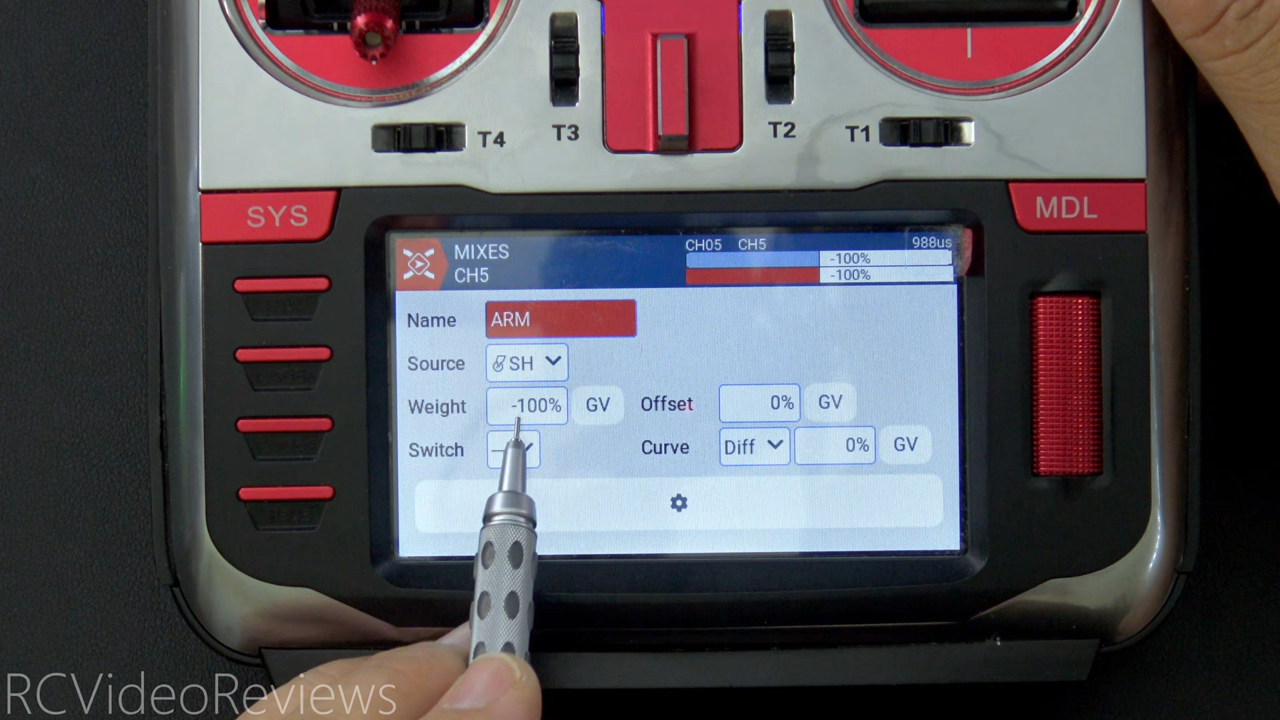 T4 T3 T2 T1
SYS
MDL
MIXES
CH5
CH05 CH5 988us
-100%
-100%
Name ARM
Source SH
Weight -100% GV Offset 0% GV
Switch Curve Diff 0% GV
RCVideoReviews